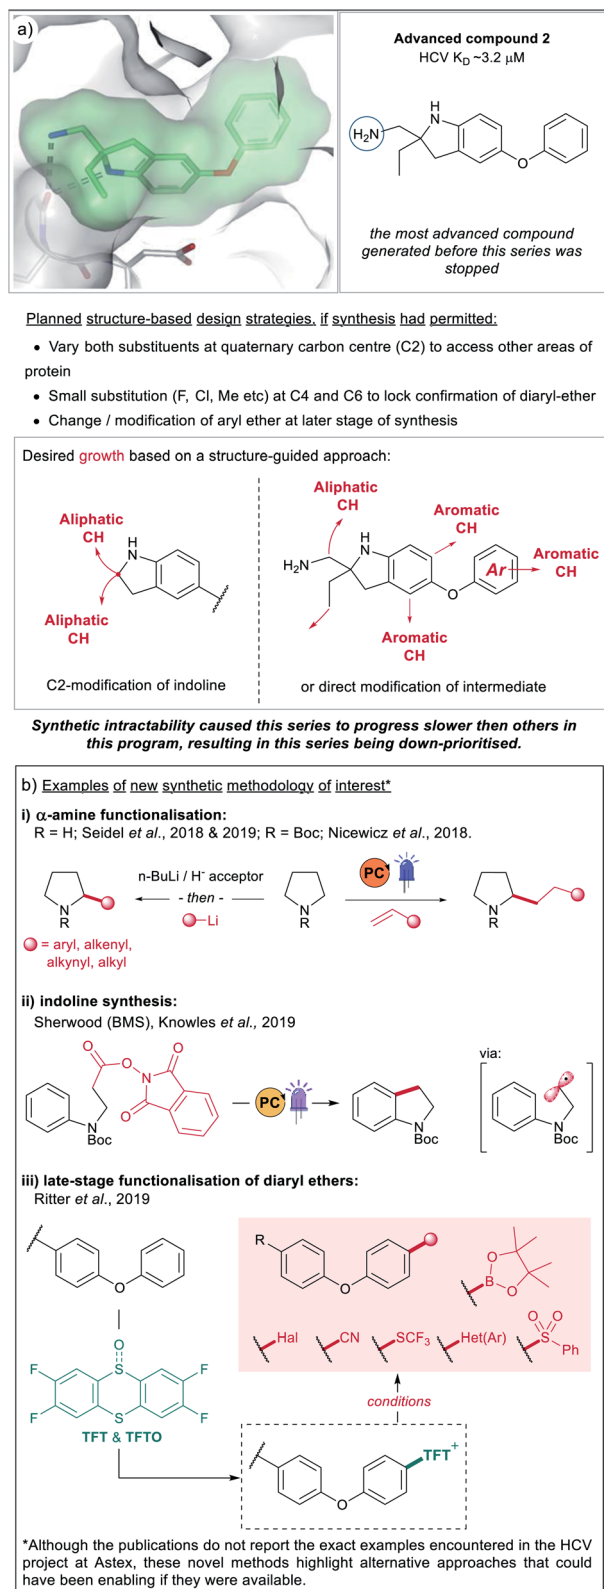 a)
Advanced compound 2
HCV K_D ~3.2 μM
H
N
H2N
O
the most advanced compound
generated before this series was
stopped
Planned structure-based design strategies, if synthesis had permitted:
• Vary both substituents at quaternary carbon centre (C2) to access other areas of
protein
• Small substitution (F, Cl, Me etc) at C4 and C6 to lock confirmation of diaryl-ether
• Change / modification of aryl ether at later stage of synthesis
Desired growth based on a structure-guided approach:
Aliphatic
CH
H
N
Aliphatic
CH
C2-modification of indoline
Aliphatic
CH
H
N
H2N
Aromatic
CH
Ar
Aromatic
CH
O
Aromatic
CH
or direct modification of intermediate
Synthetic intractability caused this series to progress slower then others in
this program, resulting in this series being down-prioritised.
b) Examples of new synthetic methodology of interest*
i) α-amine functionalisation:
R = H; Seidel et al., 2018 & 2019; R = Boc; Nicewicz et al., 2018.
N
R
n-BuLi / H- acceptor
- then -
Li
N
R
PC
N
R
= aryl, alkenyl,
alkynyl, alkyl
ii) indoline synthesis:
Sherwood (BMS), Knowles et al., 2019
O
O
O
N
O
N
Boc
PC
N
Boc
via:
N
Boc
iii) late-stage functionalisation of diaryl ethers:
Ritter et al., 2019
O
R
O
O
B
O
Hal
CN
SCF3
Het(Ar)
O
O
S
Ph
O
S
F
F
F
F
S
TFT & TFTO
conditions
TFT+
O
*Although the publications do not report the exact examples encountered in the HCV
project at Astex, these novel methods highlight alternative approaches that could
have been enabling if they were available.